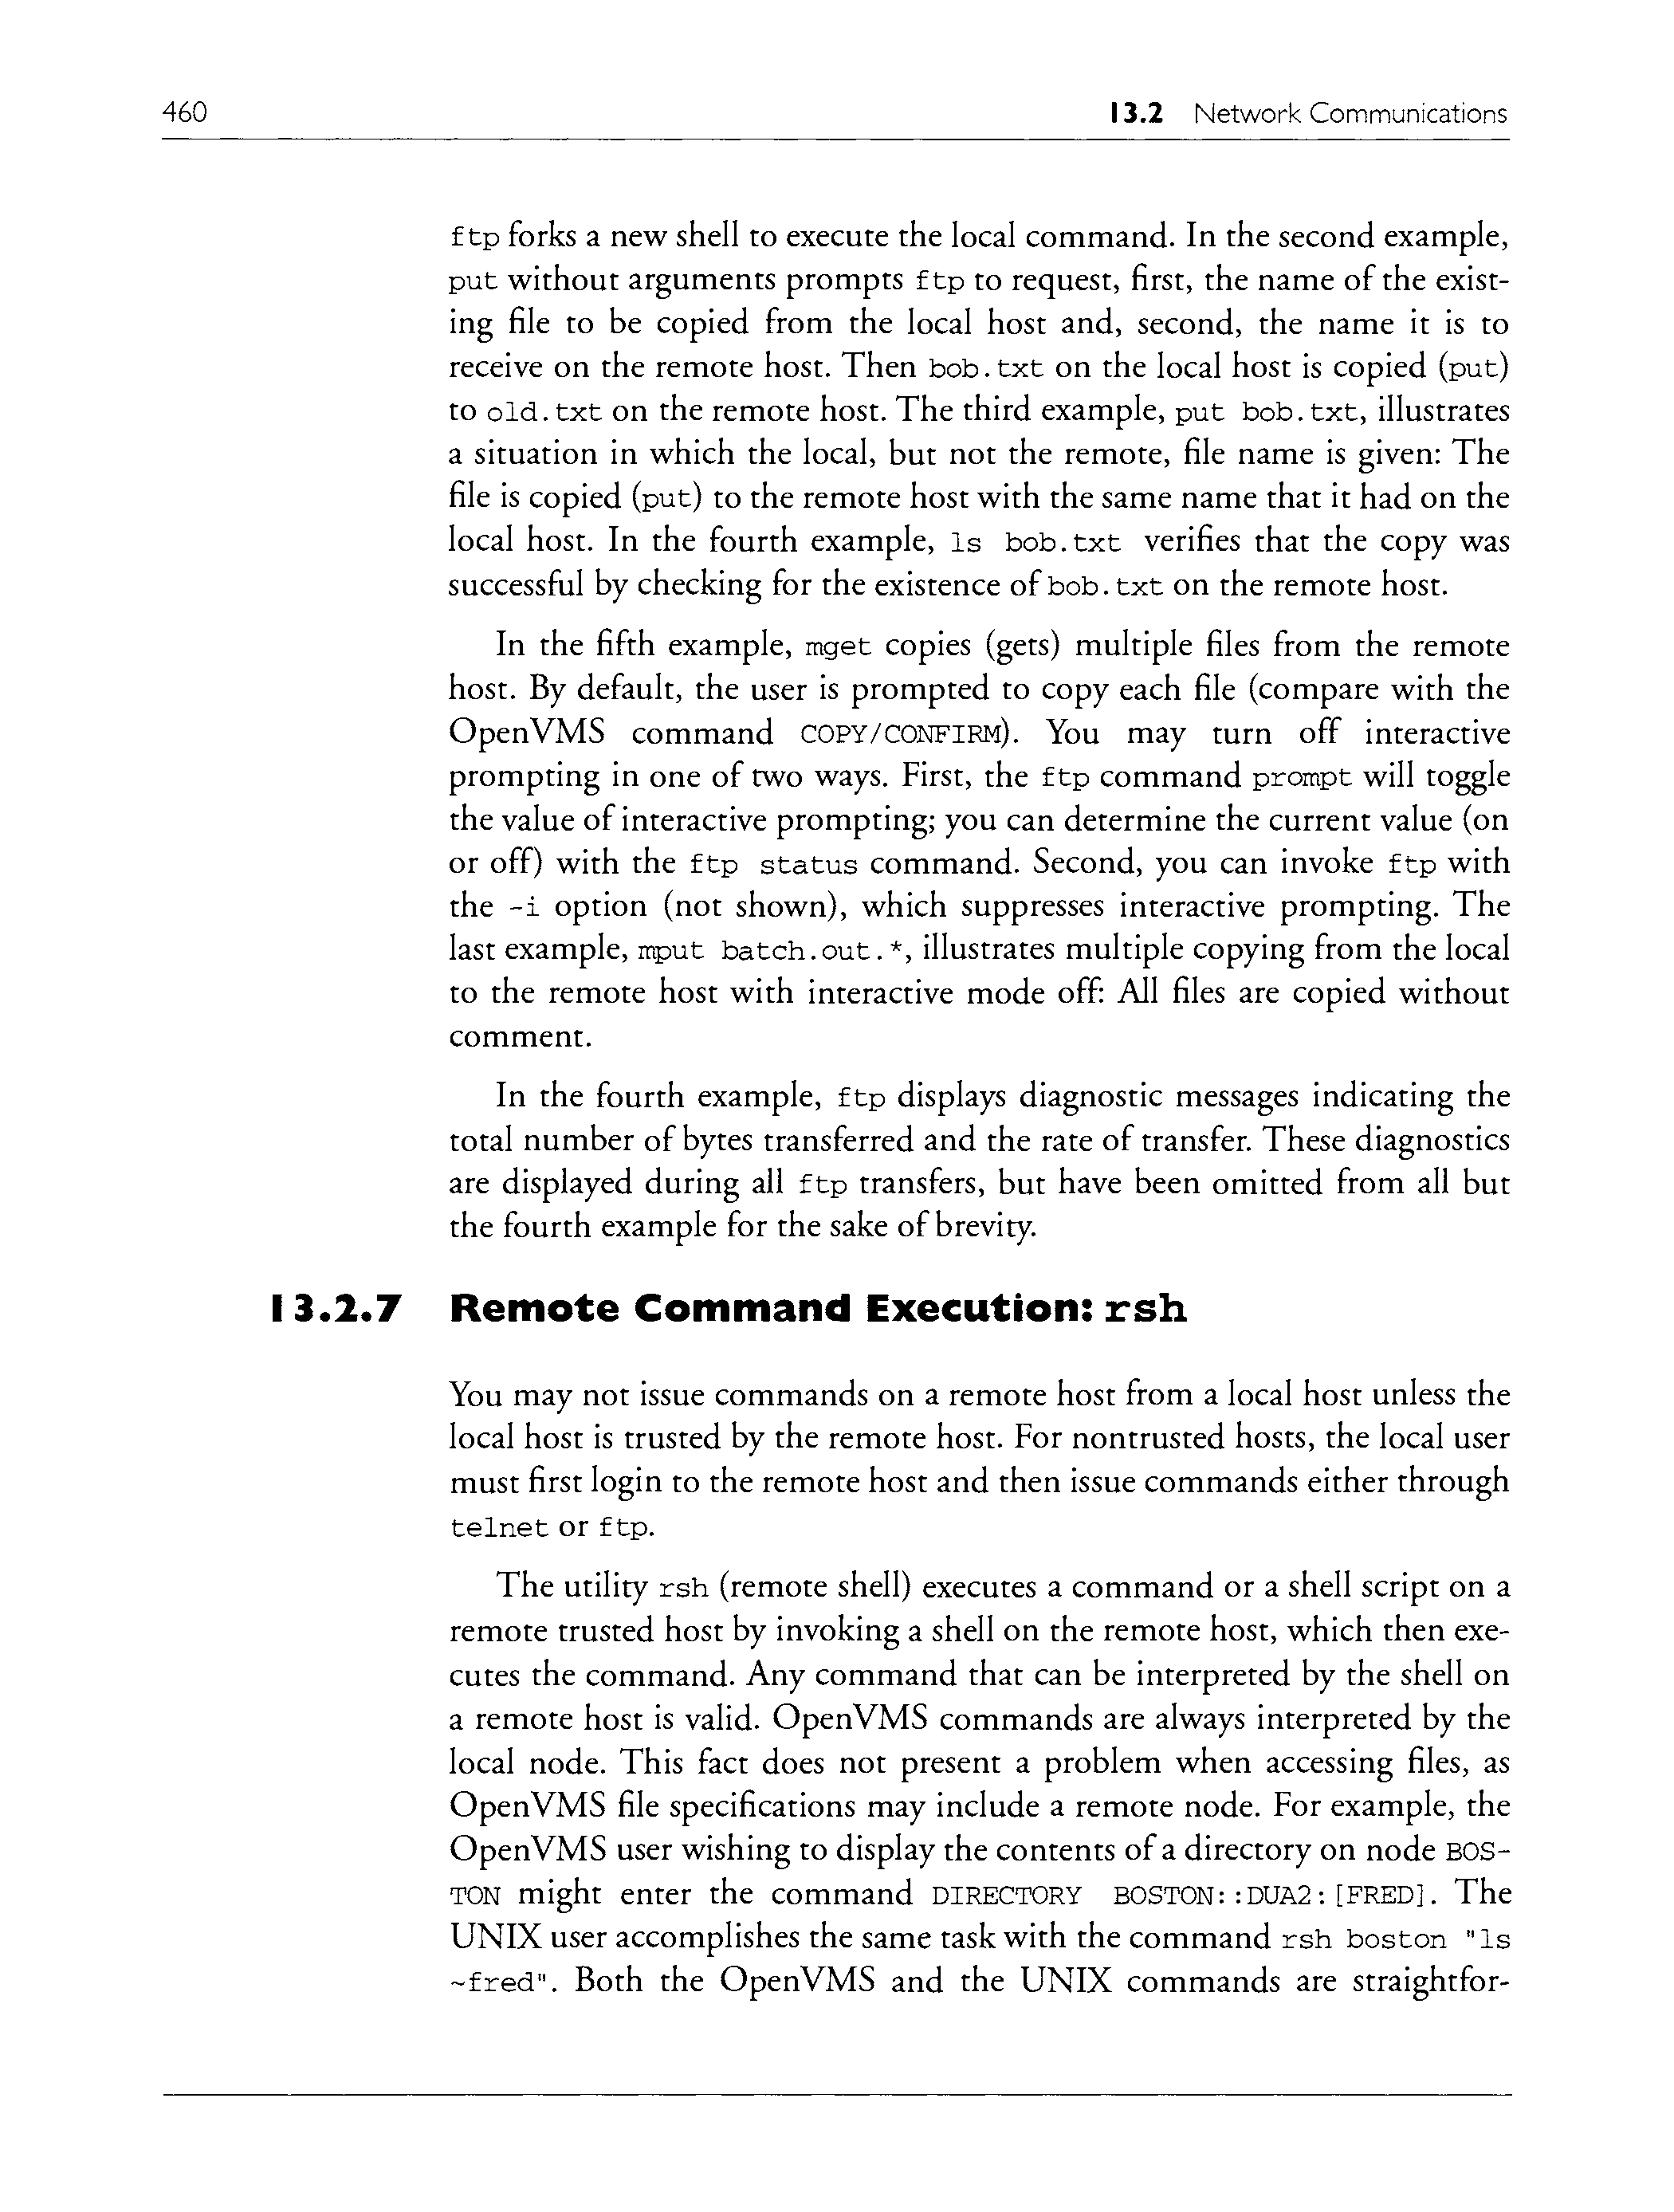 460
13.2 Network Communications
ftp forks a new shell to execute the local command. In the second example,
put without arguments prompts ftp to request, first, the name of the exist-
ing file to be copied from the local host and, second, the name it is to
receive on the remote host. Then bob.txt on the local host is copied (put)
to old.txt on the remote host. The third example, put bob.txt, illustrates
a situation in which the local, but not the remote, file name is given: The
file is copied (put) to the remote host with the same name that it had on the
local host. In the fourth example, ls bob.txt verifies that the copy was
successful by checking for the existence of bob.txt on the remote host.
In the fifth example, mget copies (gets) multiple files from the remote
host. By default, the user is prompted to copy each file (compare with the
OpenVMS command COPY/CONFIRM). You may turn off interactive
prompting in one of two ways. First, the ftp command prompt will toggle
the value of interactive prompting; you can determine the current value (on
or off) with the ftp status command. Second, you can invoke ftp with
the -i option (not shown), which suppresses interactive prompting. The
last example, mput batch.out.*, illustrates multiple copying from the local
to the remote host with interactive mode off: All files are copied without
comment.
In the fourth example, ftp displays diagnostic messages indicating the
total number of bytes transferred and the rate of transfer. These diagnostics
are displayed during all ftp transfers, but have been omitted from all but
the fourth example for the sake of brevity.
13.2.7 Remote Command Execution: rsh
You may not issue commands on a remote host from a local host unless the
local host is trusted by the remote host. For nontrusted hosts, the local user
must first login to the remote host and then issue commands either through
telnet or ftp.
The utility rsh (remote shell) executes a command or a shell script on a
remote trusted host by invoking a shell on the remote host, which then exe-
cutes the command. Any command that can be interpreted by the shell on
a remote host is valid. OpenVMS commands are always interpreted by the
local node. This fact does not present a problem when accessing files, as
OpenVMS file specifications may include a remote node. For example, the
OpenVMS user wishing to display the contents of a directory on node BOS-
TON might enter the command DIRECTORY BOSTON::DUA2:[FRED]. The
UNIX user accomplishes the same task with the command rsh boston "ls
~fred". Both the OpenVMS and the UNIX commands are straightfor-